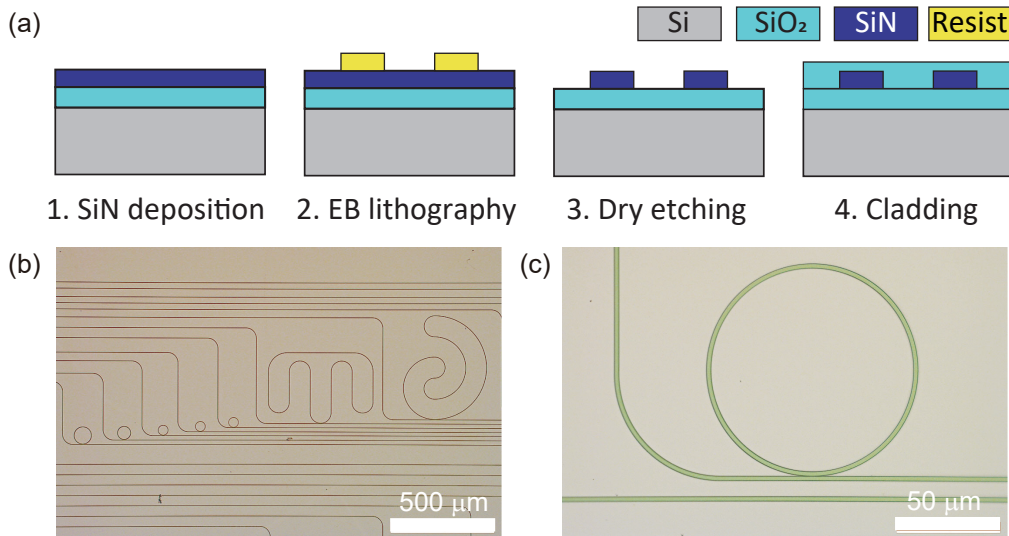 (a)
Si SiO₂ SiN Resist
1. SiN deposition 2. EB lithography 3. Dry etching 4. Cladding
(b) (c)
500 μm 50 μm